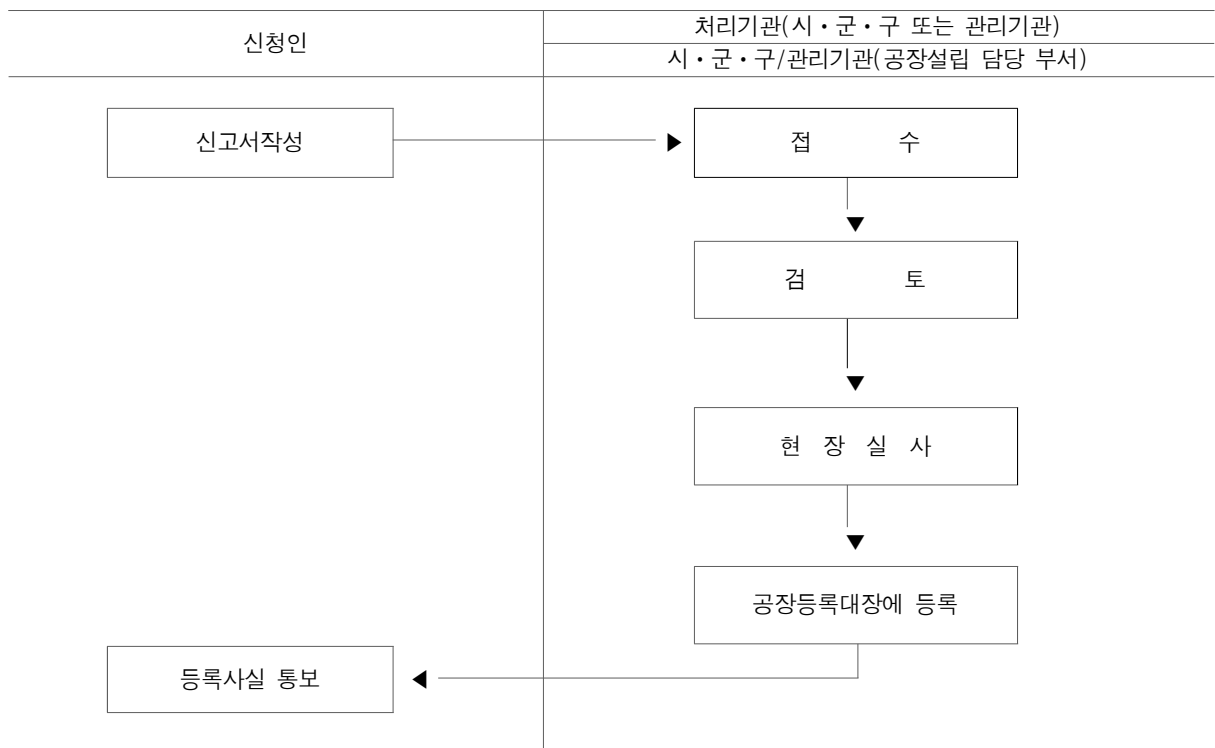 신청인
처리기관(시・군・구 또는 관리기관)
시・군・구/관리기관(공장설립 담당 부서)
신고서작성
접 수
검 토
현 장 실 사
공장등록대장에 등록
등록사실 통보